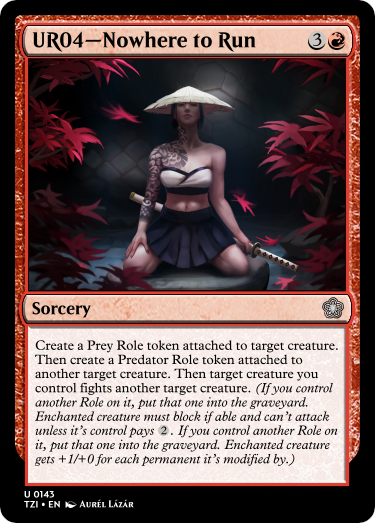 UR04—Nowhere to Run 3
Sorcery
Create a Prey Role token attached to target creature.
Then create a Predator Role token attached to
another target creature. Then target creature you
control fights another target creature. (If you control
another Role on it, put that one into the graveyard.
Enchanted creature must block if able and can't attack
unless it's control pays 2. If you control another Role on
it, put that one into the graveyard. Enchanted creature
gets +1/+0 for each permanent it's modified by.)
U 0143
TZI • EN AURÉL LÁZÁR